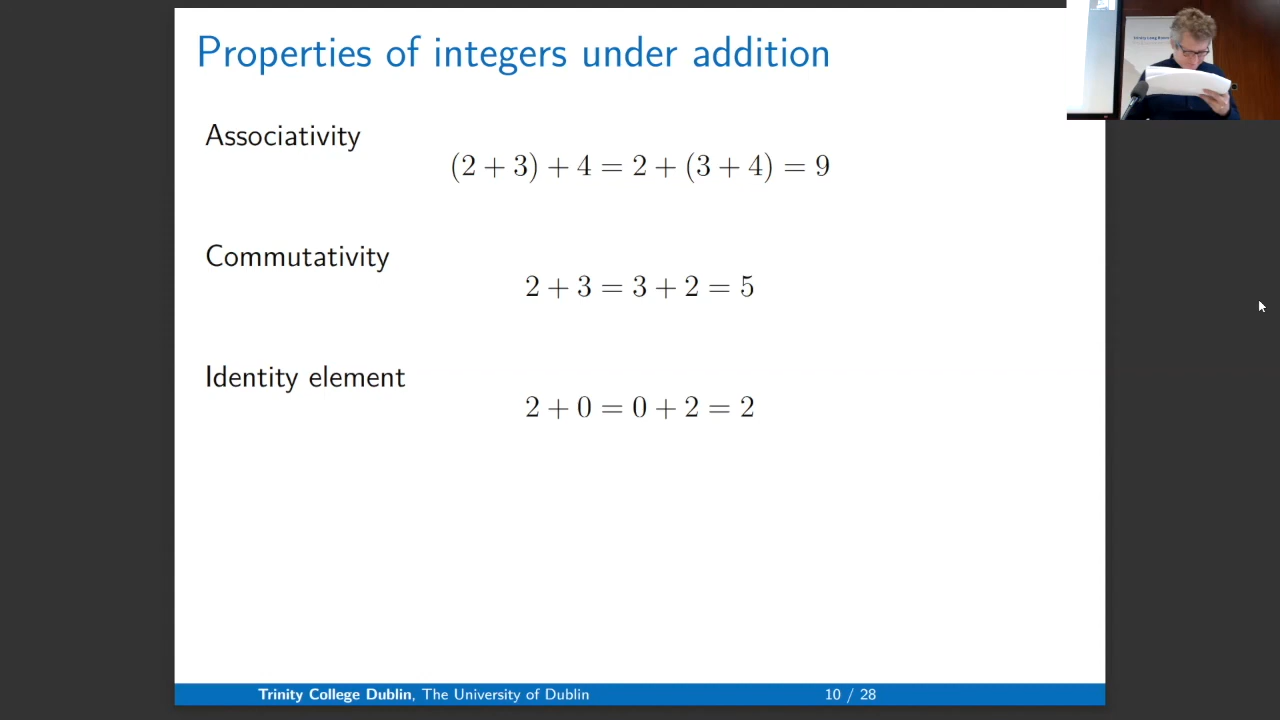 Properties of integers under addition
Associativity
(2 + 3) + 4 = 2 + (3 + 4) = 9
Commutativity
2 + 3 = 3 + 2 = 5
Identity element
2 + 0 = 0 + 2 = 2
Trinity College Dublin, The University of Dublin
10 / 28